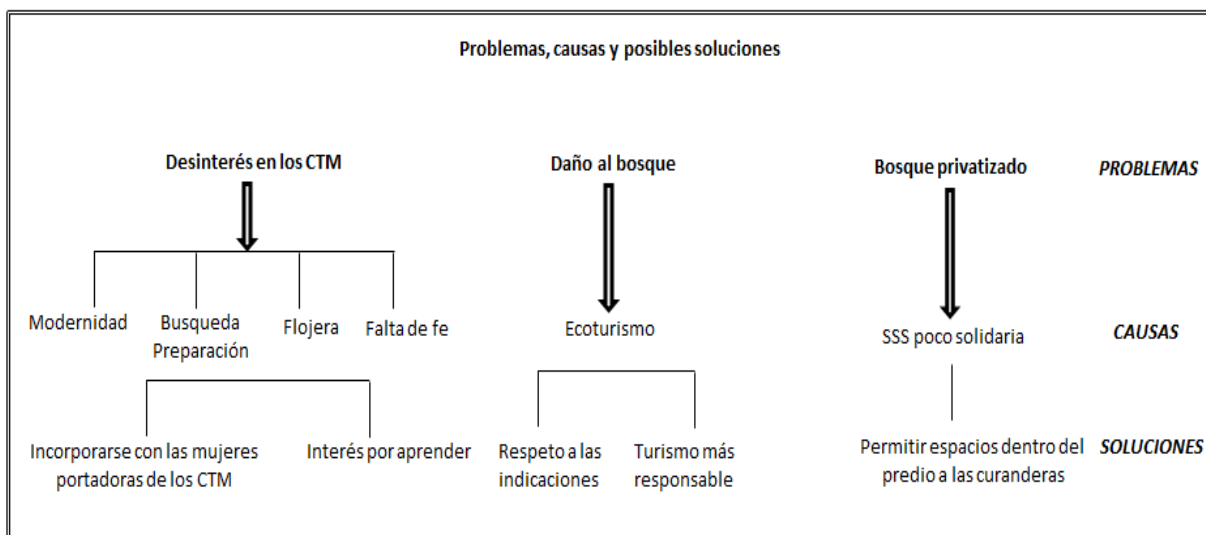 Problemas, causas y posibles soluciones
Desinterés en los CTM
Daño al bosque
Bosque privatizado
PROBLEMAS
Modernidad
Busqueda
Preparación
Flojera
Falta de fe
Ecoturismo
SSS poco solidaria
CAUSAS
Incorporarse con las mujeres
portadoras de los CTM
Interés por aprender
Respeto a las
indicaciones
Turismo más
responsable
Permitir espacios dentro del
predio a las curanderas
SOLUCIONES